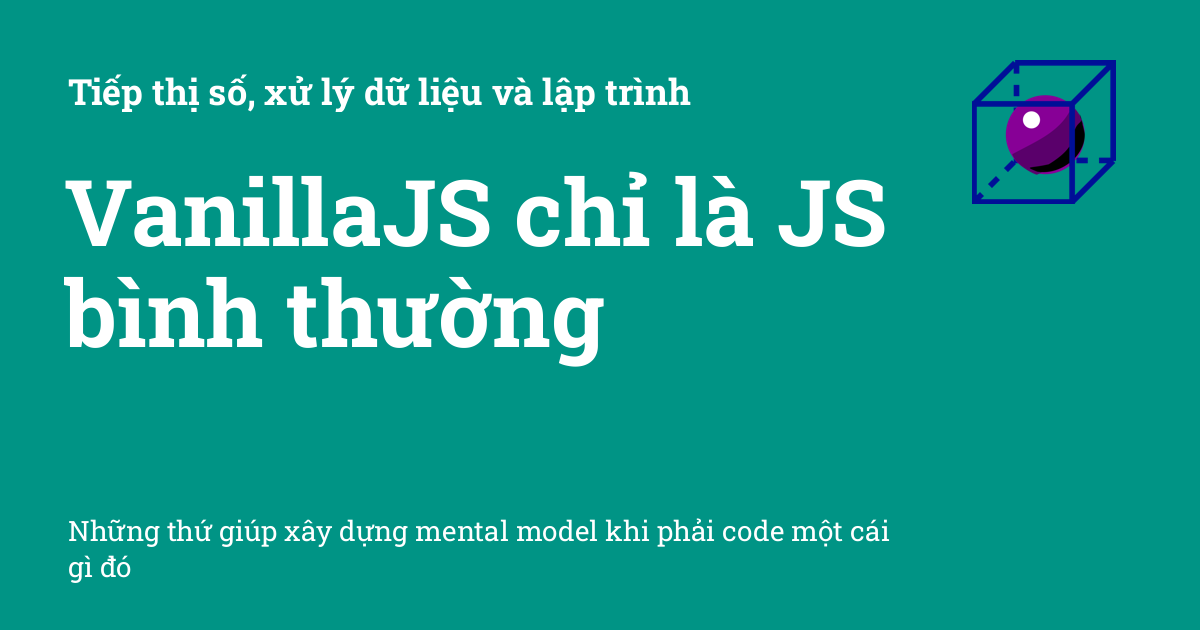 Tiếp thị số, xử lý dữ liệu và lập trình
VanillaJS chỉ là JS
bình thường
Những thứ giúp xây dựng mental model khi phải code một cái
gì đó